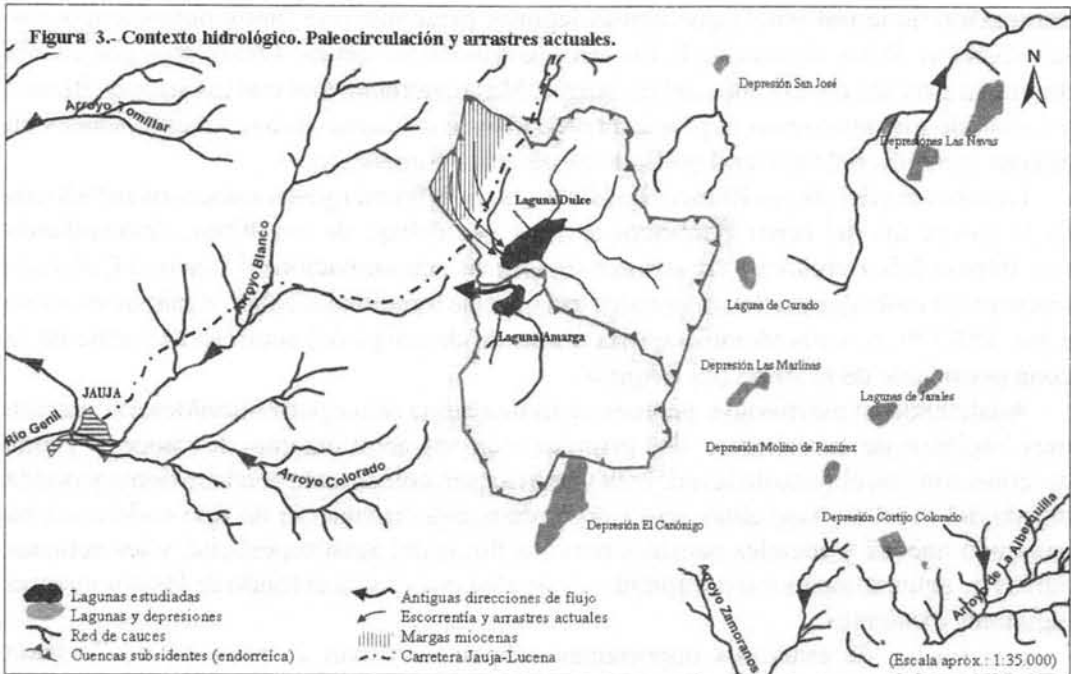 Figura 3.- Contexto hidrológico. Paleocirculación y arrastres actuales.
N
Arroyo Tomillar
Depresión San José
Depresiones Las Navas
Laguna Dulce
Arroyo Blanco
Laguna de Curado
Laguna Amarga
Depresión Las Marlinas
Lagunas de Jarales
JAUJA
Río Genil
Depresión Molino de Ramírez
Arroyo Colorado
Depresión El Canónigo
Depresión Cortijo Colorado
Arroyo Zamoranos
Arroyo de La Jabonerilla
Lagunas estudiadas
Lagunas y depresiones
Red de cauces
Cuencas subsidentes (endorreica)
Antiguas direcciones de flujo
Escorrentía y arrastres actuales
Margas miocenas
Carretera Jauja-Lucena
(Escala aprox.: 1:35.000)